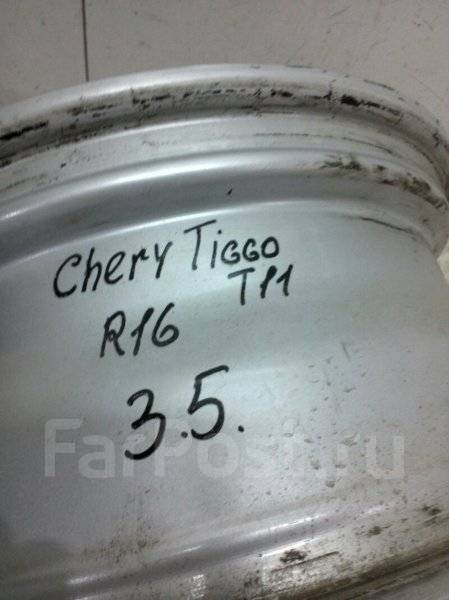 Chery Tiggo
T11
R16
3.5.
FarPost.ru